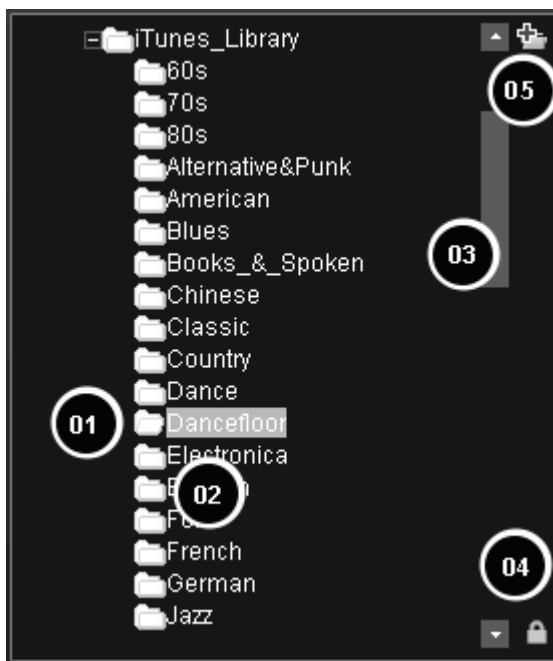 iTunes_Library
60s
70s
80s
05
Alternative&Punk
American
Blues
Books_&_Spoken
03
Chinese
Classic
Country
Dance
01
Dancefloor
Electronica
02
French
04
German
Jazz